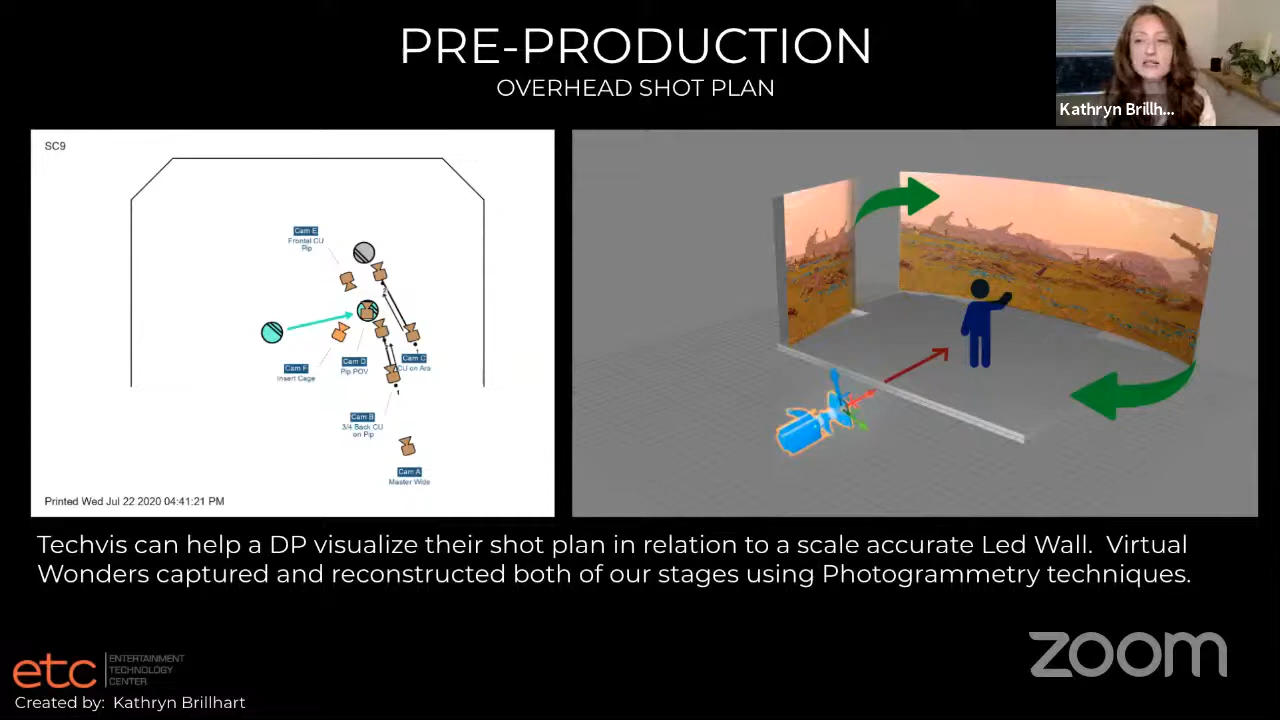 PRE-PRODUCTION
OVERHEAD SHOT PLAN
Kathryn Brillh...
SC9
Cam E
Frontal CU
Pip
Cam F
Insert Cage
Cam D
Pip POV
Cam C
CU on Ara
Cam B
3/4 Back CU
on Pip
Cam A
Master Wide
Printed Wed Jul 22 2020 04:41:21 PM
Techvis can help a DP visualize their shot plan in relation to a scale accurate Led Wall. Virtual
Wonders captured and reconstructed both of our stages using Photogrammetry techniques.
etc ENTERTAINMENT
TECHNOLOGY
CENTER
Created by: Kathryn Brillhart
zoom